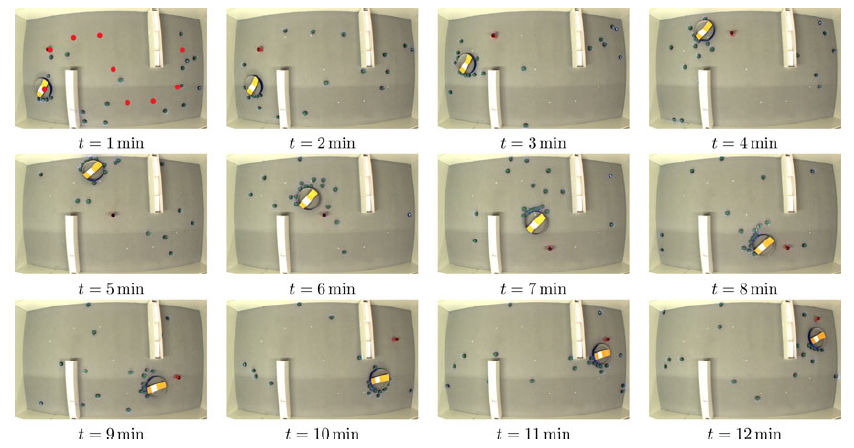 t = 1 min
t = 2 min
t = 3 min
t = 4 min
t = 5 min
t = 6 min
t = 7 min
t = 8 min
t = 9 min
t = 10 min
t = 11 min
t = 12 min